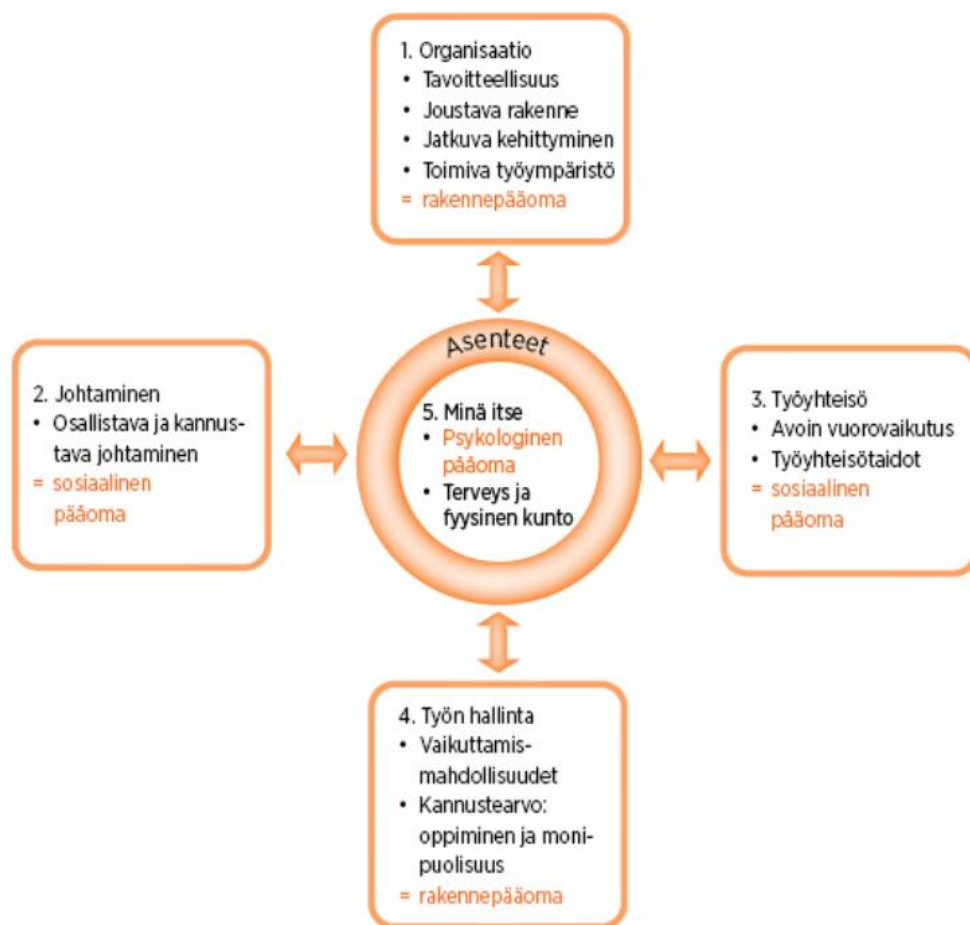 1. Organisaatio
• Tavoitteellisuus
• Joustava rakenne
• Jatkuva kehittyminen
• Toimiva työympäristö
= rakennepääoma
Asenteet
2. Johtaminen
• Osallistava ja kannus-
tava johtaminen
= sosiaalinen
pääoma
5. Minä itse
• Psykologinen
pääoma
• Terveys ja
fyysinen kunto
3. Työyhteisö
• Avoin vuorovaikutus
• Työyhteisötaidot
= sosiaalinen
pääoma
4. Työn hallinta
• Vaikuttamis-
mahdollisuudet
• Kannustearvo:
oppiminen ja moni-
puolisuus
= rakennepääoma